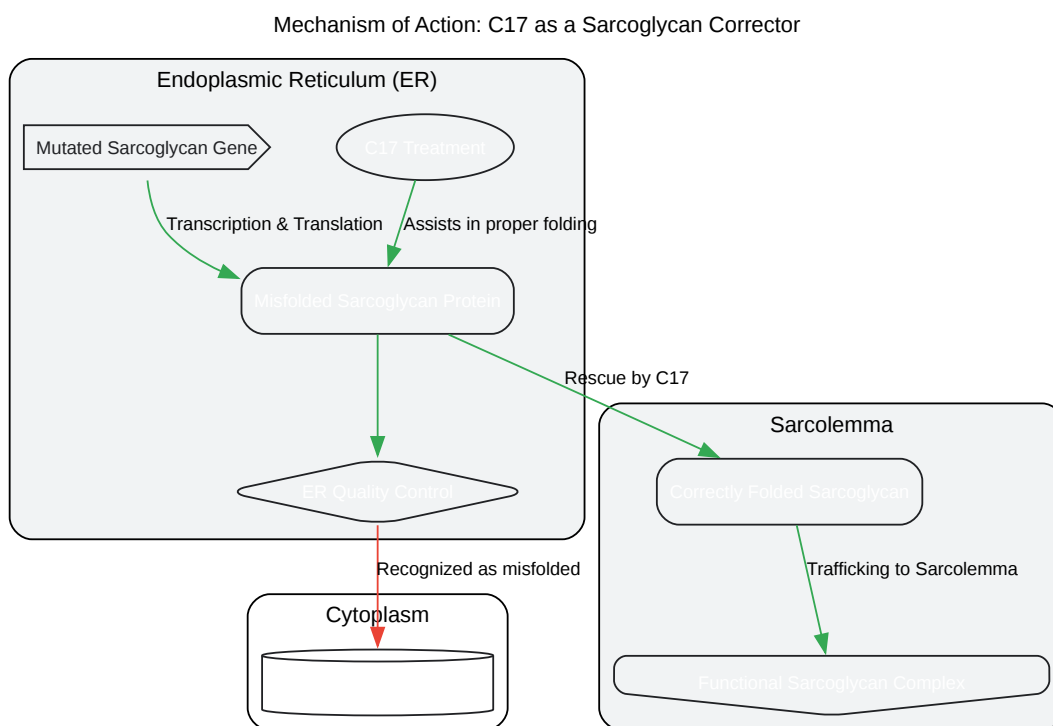 Mechanism of Action: C17 as a Sarcoglycan Corrector
Endoplasmic Reticulum (ER)
Mutated Sarcoglycan Gene
C17 Treatment
Transcription & Translation
Assists in proper folding
Misfolded Sarcoglycan Protein
Rescue by C17
Sarcolemma
Correctly Folded Sarcoglycan
ER Quality Control
Recognized as misfolded
Trafficking to Sarcolemma
Cytoplasm
Functional Sarcoglycan Complex